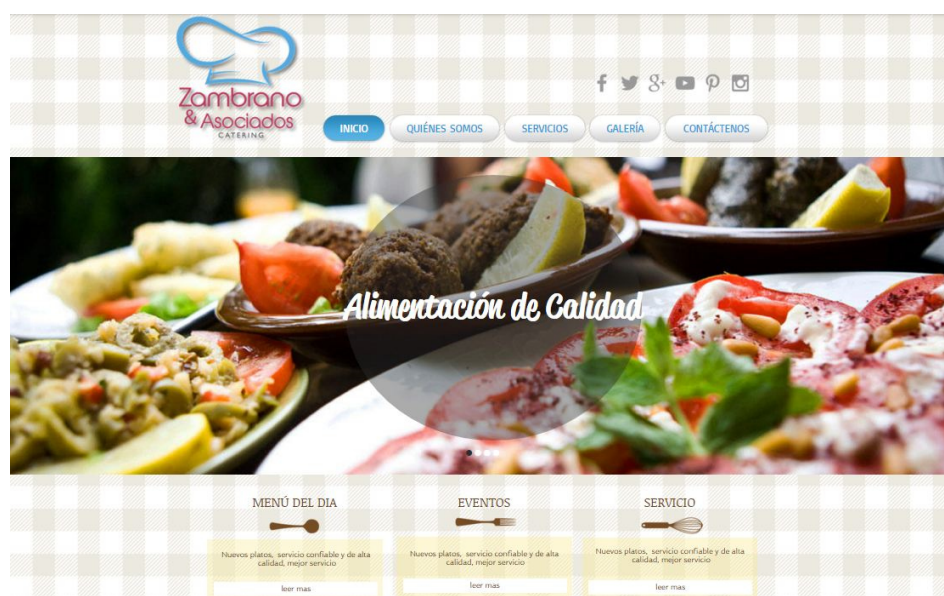 Zambrano
& Asociados
CATERING
INICIO
QUIÉNES SOMOS
SERVICIOS
GALERÍA
CONTÁCTENOS
Alimentación de Calidad
MENÚ DEL DIA
Nuevos platos, servicio confiable y de alta
calidad, mejor servicio
leer mas
EVENTOS
Nuevos platos, servicio confiable y de alta
calidad, mejor servicio
leer mas
SERVICIO
Nuevos platos, servicio confiable y de alta
calidad, mejor servicio
leer mas